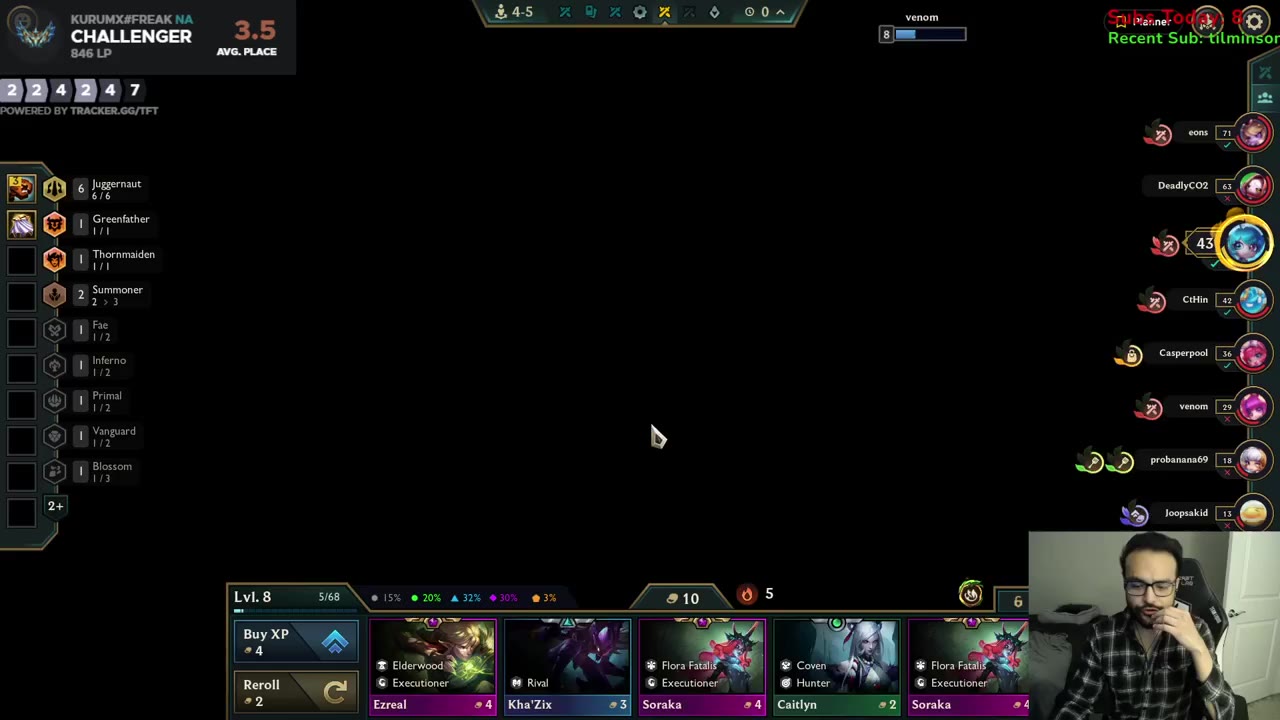 KURUMX#FREAK NA
CHALLENGER
846 LP
3.5
AVG. PLACE
2 2 4 2 4 7
POWERED BY TRACKER.GG/TFT
4-5
0
venom
8
Planner
Subs Today: 8
Recent Sub: tilminson
3
6
Juggernaut
6 / 6
1
Greenfather
1 / 1
1
Thornmaiden
1 / 1
2
Summoner
2 > 3
1
Fae
1 / 2
1
Inferno
1 / 2
1
Primal
1 / 2
1
Vanguard
1 / 2
1
Blossom
1 / 3
2+
eons 71
DeadlyCO2 63
43
CtHin 42
Casperpool 36
venom 29
probanana69 18
Joopsakid 13
Lvl. 8
5/68
15% 20% 32% 30% 3%
10
5
6
Buy XP
4
Reroll
2
Elderwood
Executioner
Ezreal 4
Rival
Kha'Zix 3
Flora Fatalis
Executioner
Soraka 4
Coven
Hunter
Caitlyn 2
Flora Fatalis
Executioner
Soraka 4